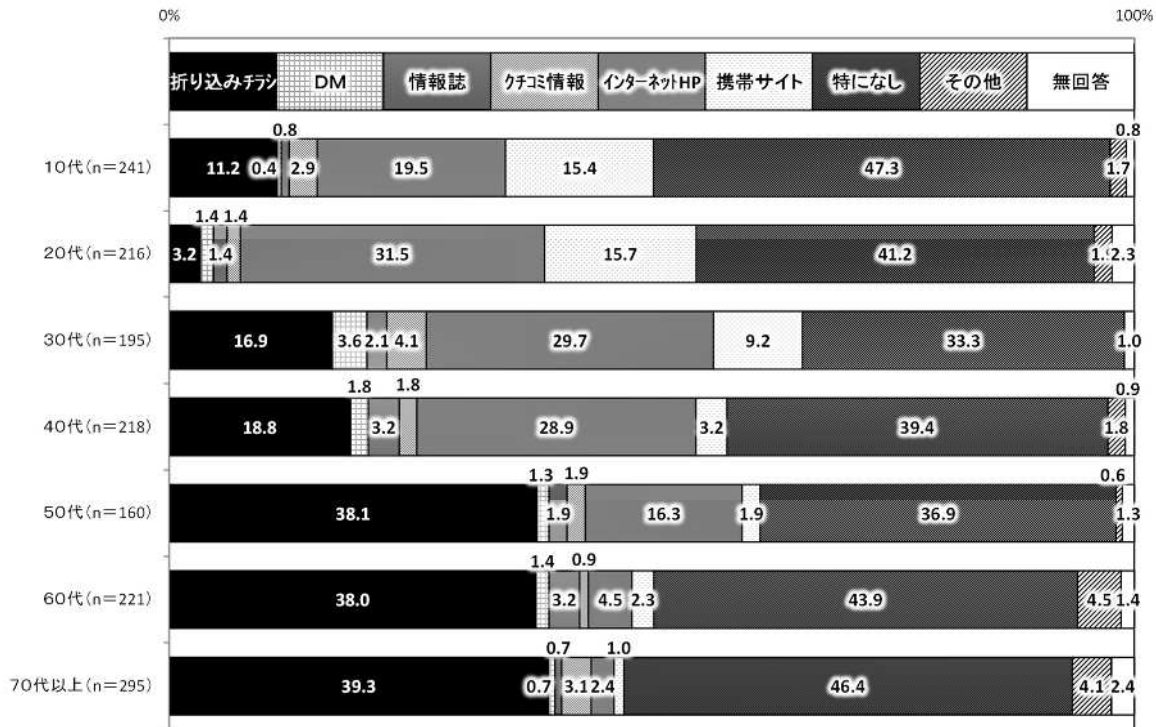 0% 100%
折り込みチラシ DM 情報誌 クチコミ情報 インターネットHP 携帯サイト 特になし その他 無回答
0.8 0.8
10代(n=241) 11.2 0.4 2.9 19.5 15.4 47.3 1.7
1.4 1.4
20代(n=216) 3.2 1.4 31.5 15.7 41.2 1.9 2.3
30代(n=195) 16.9 3.6 2.1 4.1 29.7 9.2 33.3 1.0
1.8 1.8 0.9
40代(n=218) 18.8 3.2 28.9 3.2 39.4 1.8
1.3 1.9 0.6
50代(n=160) 38.1 1.9 16.3 1.9 36.9 1.3
1.4 0.9
60代(n=221) 38.0 3.2 4.5 2.3 43.9 4.5 1.4
0.7 1.0
70代以上(n=295) 39.3 0.7 3.1 2.4 46.4 4.1 2.4